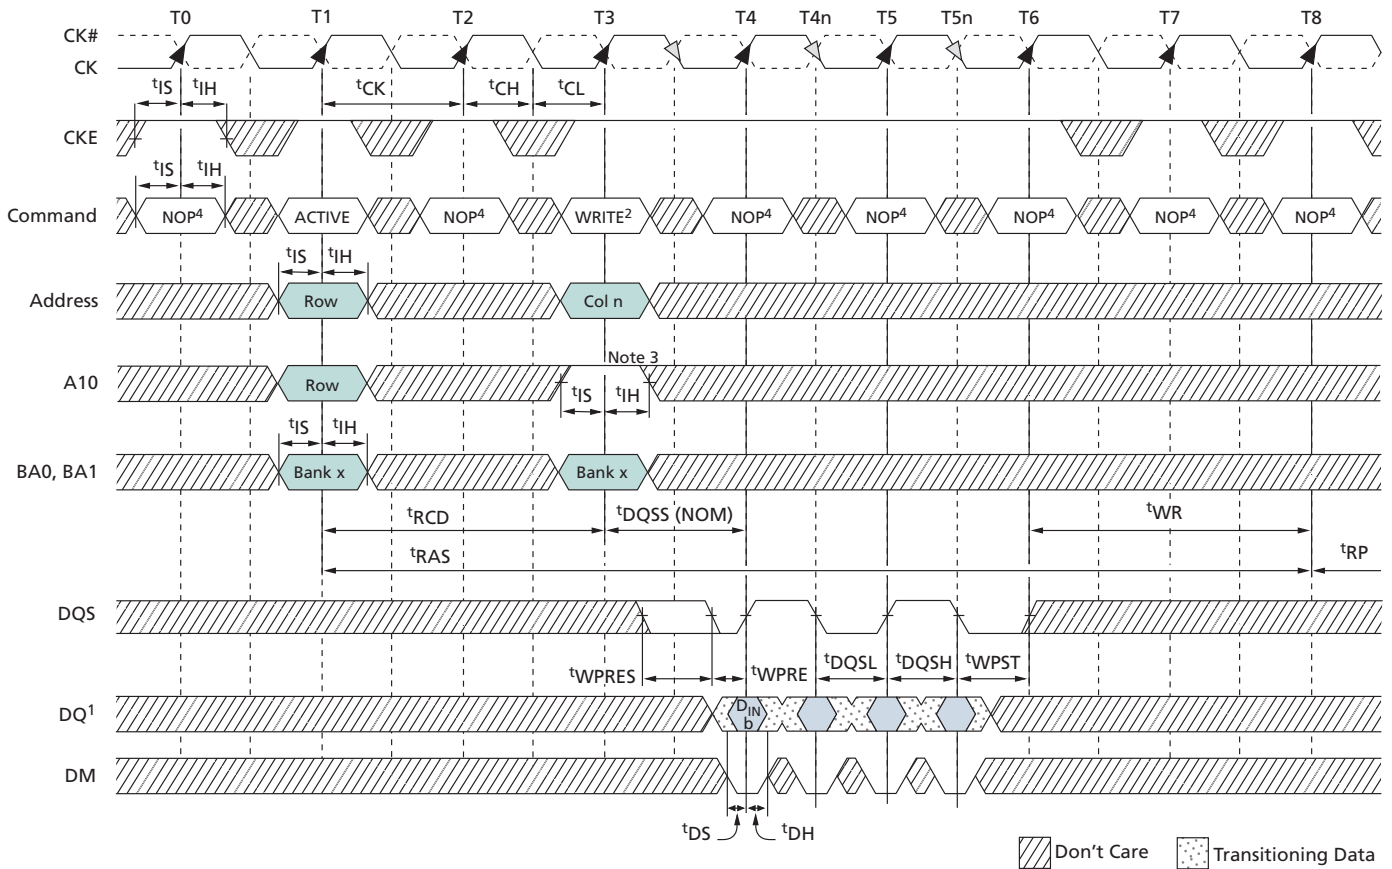 T0 T1 T2 T3 T4 T4n T5 T5n T6 T7 T8
CK#
CK
tIS tIH tCK tCH tCL
CKE
tIS tIH
Command NOP4 ACTIVE NOP4 WRITE2 NOP4 NOP4 NOP4 NOP4 NOP4
tIS tIH
Address Row Col n
Note 3
A10 Row
tIS tIH
tIS tIH
BA0, BA1 Bank x Bank x
tRCD tDQSS (NOM) tWR
tRAS tRP
DQS
tWPRES tWPRE tDQSL tDQSH tWPST
DQ1 DIN
b
DM
tDS tDH
Don't Care Transitioning Data